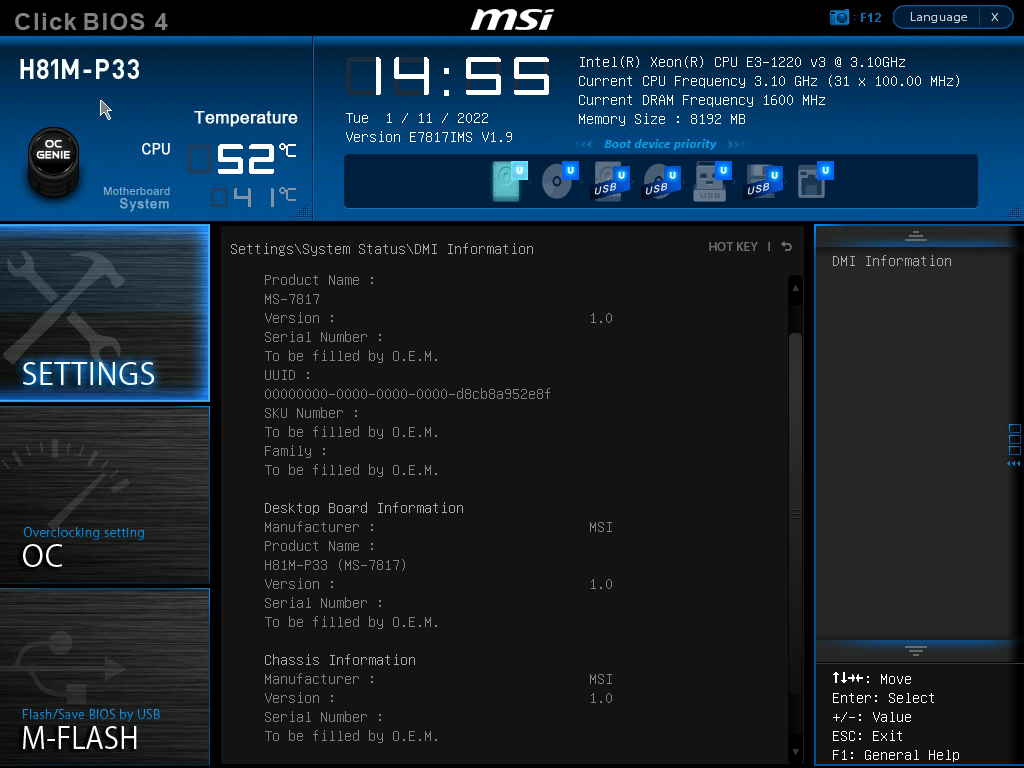 Click BIOS 4
msi
: F12
Language
X
H81M-P33
OC
GENIE
Temperature
CPU
52°C
Motherboard
System
41°C
14:55
Tue 1 / 11 / 2022
Version E7817IMS V1.9
Intel(R) Xeon(R) CPU E3-1220 v3 @ 3.10GHz
Current CPU Frequency 3.10 GHz (31 x 100.00 MHz)
Current DRAM Frequency 1600 MHz
Memory Size : 8192 MB
Boot device priority
U
U
USB U
USB U
USB U
USB U
U
SETTINGS
Overclocking setting
OC
Flash/Save BIOS by USB
M-FLASH
Settings\System Status\DMI Information
HOT KEY |
Product Name :
MS-7817
Version : 1.0
Serial Number :
To be filled by O.E.M.
UUID :
00000000-0000-0000-0000-d8cb8a952e8f
SKU Number :
To be filled by O.E.M.
Family :
To be filled by O.E.M.
Desktop Board Information
Manufacturer : MSI
Product Name :
H81M-P33 (MS-7817)
Version : 1.0
Serial Number :
To be filled by O.E.M.
Chassis Information
Manufacturer : MSI
Version : 1.0
Serial Number :
To be filled by O.E.M.
DMI Information
↑↓→←: Move
Enter: Select
+/-: Value
ESC: Exit
F1: General Help